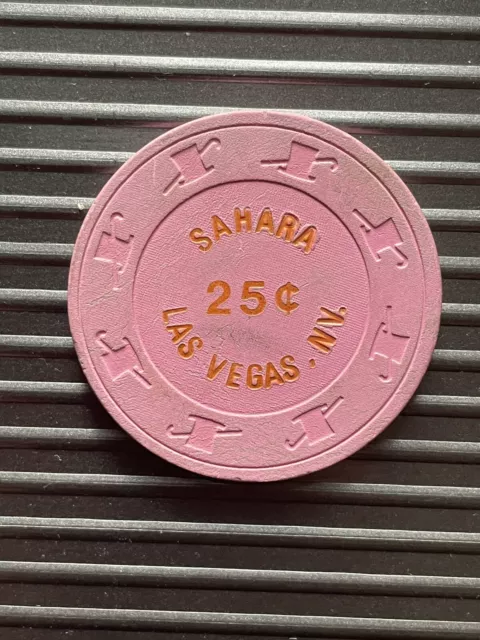 SAHARA
25¢
LAS VEGAS, NV.